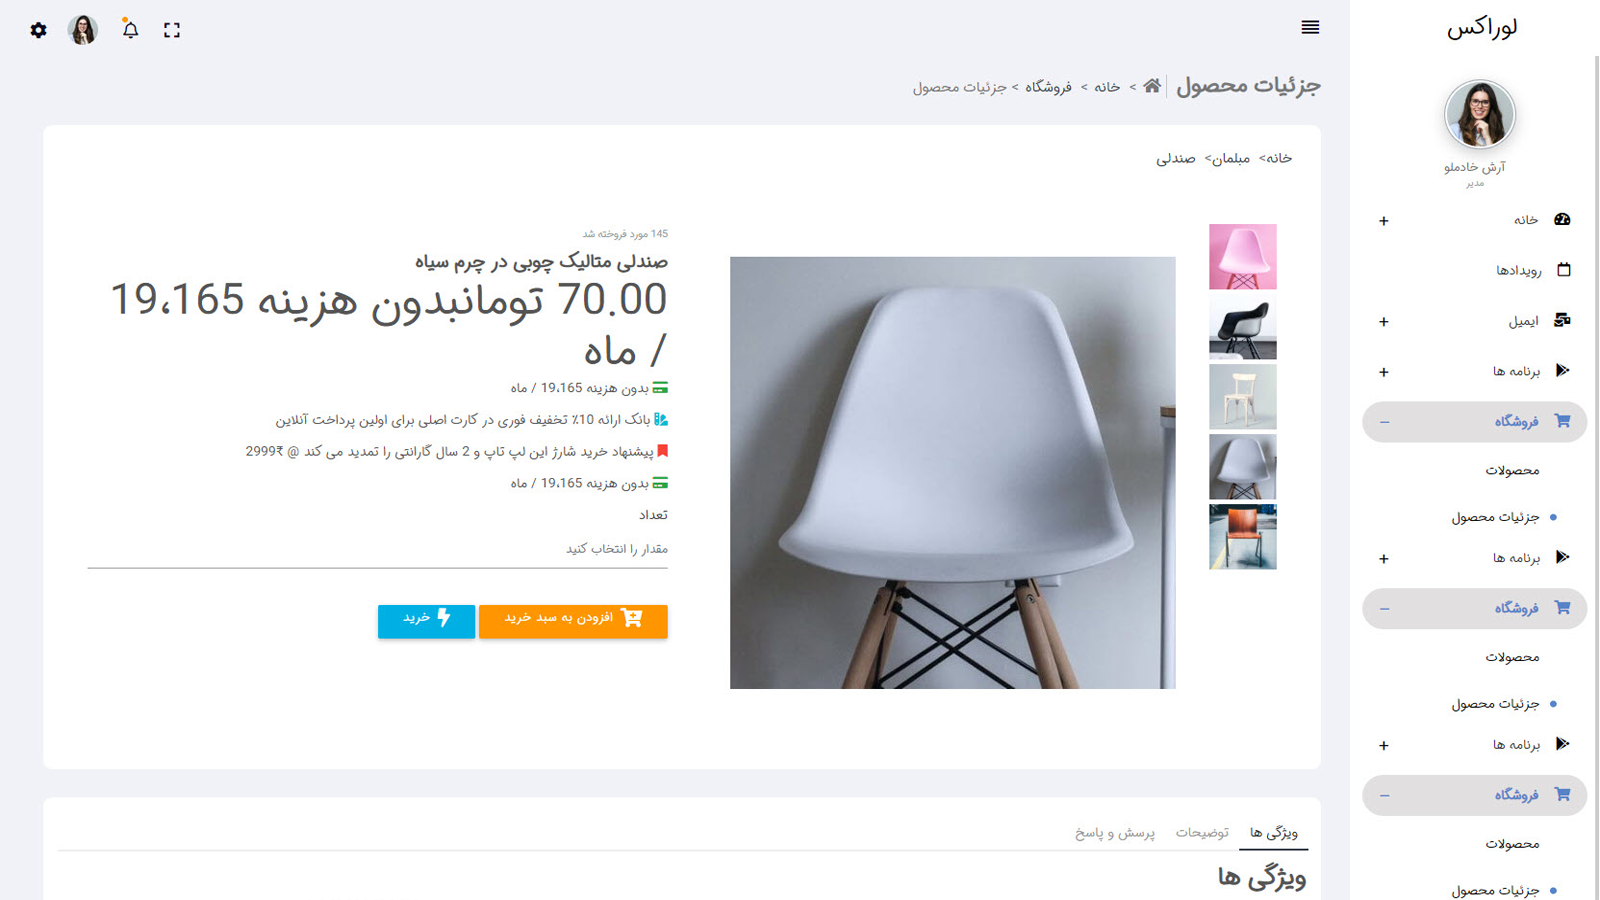 لوراکس
آرش خادملو
مدیر
خانه
رویدادها
ایمیل
برنامه ها
فروشگاه
محصولات
جزئیات محصول
برنامه ها
فروشگاه
محصولات
جزئیات محصول
برنامه ها
فروشگاه
محصولات
جزئیات محصول
جزئیات محصول
> خانه > فروشگاه > جزئیات محصول
خانه> مبلمان> صندلی
145 مورد فروخته شد
صندلی متالیک چوبی در چرم سیاه
70.00 تومانبدون هزینه 19،165
/ ماه
بدون هزینه 19،165 / ماه
بانک ارائه 10٪ تخفیف فوری در کارت اصلی برای اولین پرداخت آنلاین
پیشنهاد خرید شارژ این لپ تاپ و 2 سال گارانتی را تمدید می کند @ ₹2999
بدون هزینه 19،165 / ماه
تعداد
مقدار را انتخاب کنید
افزودن به سبد خرید
خرید
ویژگی ها
توضیحات
پرسش و پاسخ
ویژگی ها